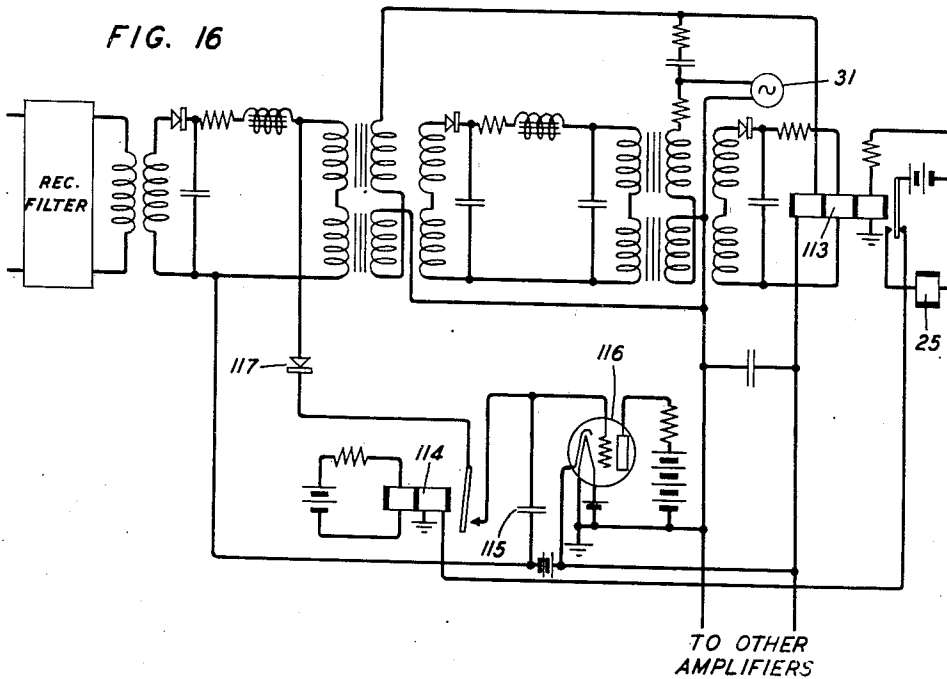 FIG. 16
31
REC.
FILTER
113
25
117
116
114
115
TO OTHER
AMPLIFIERS